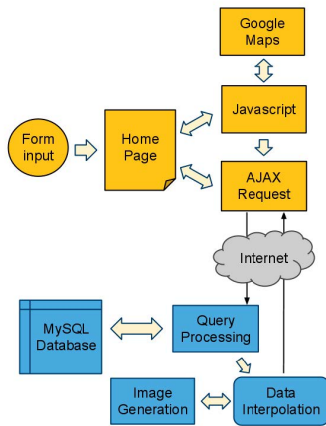 Google
Maps
Javascript
Form
input
Home
Page
AJAX
Request
Internet
MySQL
Database
Query
Processing
Image
Generation
Data
Interpolation